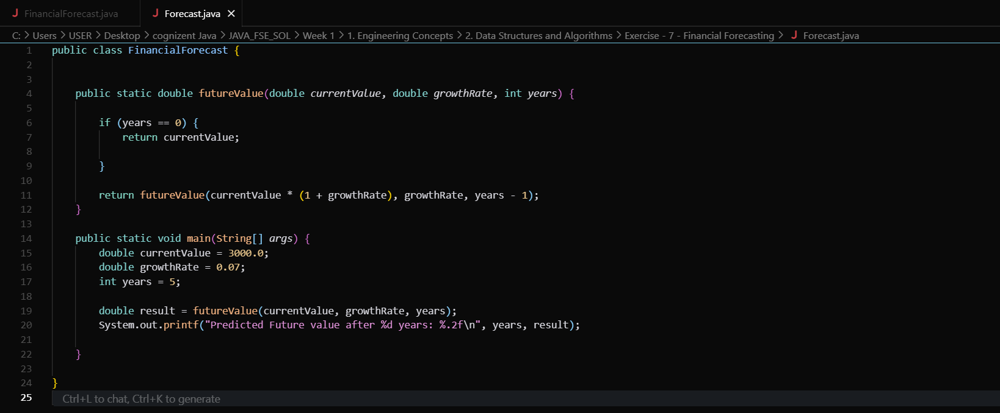 J FinancialForecast.java J Forecast.java ×
C: > Users > USER > Desktop > cognizent Java > JAVA_FSE_SOL > Week 1 > 1. Engineering Concepts > 2. Data Structures and Algorithms > Exercise - 7 - Financial Forecasting > J Forecast.java
1 public class FinancialForecast {
2
3
4     public static double futureValue(double currentValue, double growthRate, int years) {
5
6         if (years == 0) {
7             return currentValue;
8
9         }
10
11         return futureValue(currentValue * (1 + growthRate), growthRate, years - 1);
12     }
13
14     public static void main(String[] args) {
15         double currentValue = 3000.0;
16         double growthRate = 0.07;
17         int years = 5;
18
19         double result = futureValue(currentValue, growthRate, years);
20         System.out.printf("Predicted Future value after %d years: %.2f\n", years, result);
21
22     }
23
24 }
25 Ctrl+L to chat, Ctrl+K to generate